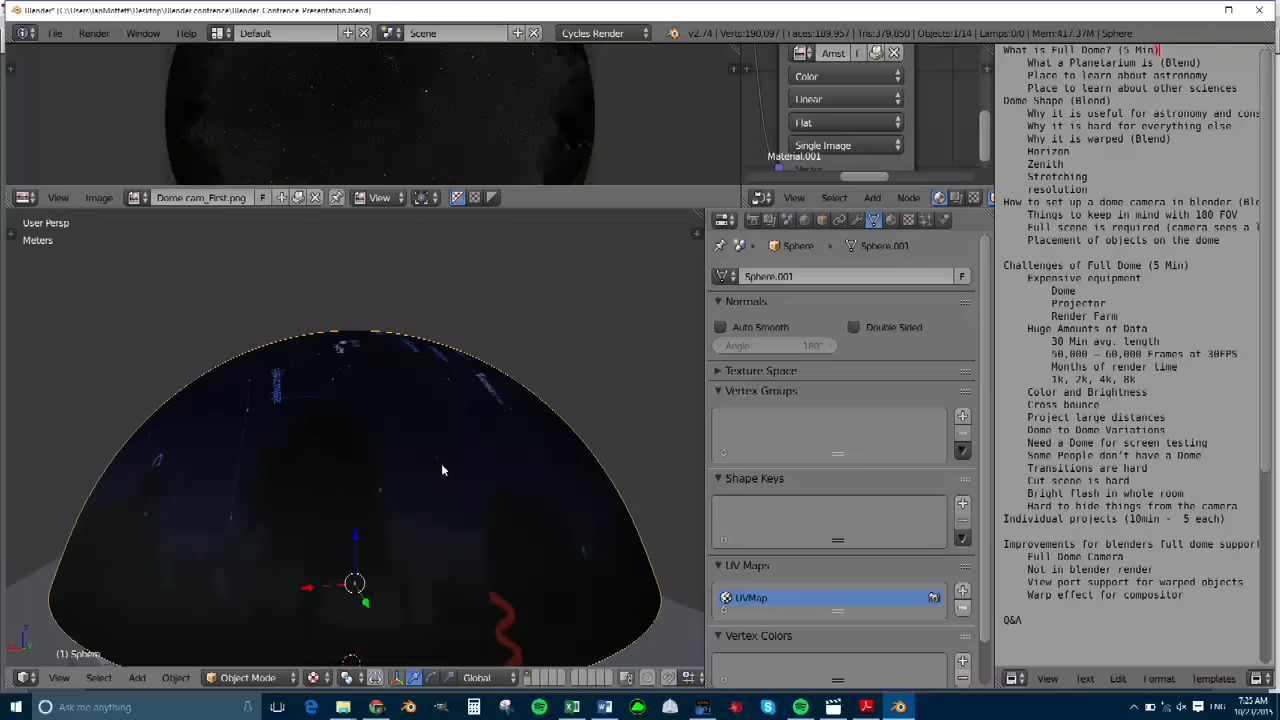 Blender* [C:\Users\IanMoffett\Desktop\Blender confrence\Blender-Confrence-Presentation.blend]
File Render Window Help Default Scene Cycles Render v2.74 | Verts:190,097 | Faces:189,957 | Tris:379,850 | Objects:1/14 | Lamps:0/0 | Mem:417.37M | Sphere
Amst F
Color
Linear
Flat
Single Image
Vector
Material.001
View Image Dome cam_First.png F View
View Select Add Node
User Persp
Meters
Sphere Sphere.001
Sphere.001 F
Normals
Auto Smooth Double Sided
Angle: 180°
Texture Space
Vertex Groups
Shape Keys
UV Maps
UVMap
Vertex Colors
(1) Sphere
View Select Add Object Object Mode Global
What is Full Dome? (5 Min)
What a Planetarium is (Blend)
Place to learn about astronomy
Place to learn about other sciences
Dome Shape (Blend)
Why it is useful for astronomy and cons
Why it is hard for everything else
Why it is warped (Blend)
Horizon
Zenith
Stretching
resolution
How to set up a dome camera in blender (Ble
Things to keep in mind with 180 FOV
Full scene is required (camera sees a l
Placement of objects on the dome
Challenges of Full Dome (5 Min)
Expensive equipment
Dome
Projector
Render Farm
Huge Amounts of Data
30 Min avg. length
50,000 – 60,000 Frames at 30FPS
Months of render time
1k, 2k, 4k, 8k
Color and Brightness
Cross bounce
Project large distances
Dome to Dome Variations
Need a Dome for screen testing
Some People don't have a Dome
Transitions are hard
Cut scene is hard
Bright flash in whole room
Hard to hide things from the camera
Individual projects (10min - 5 each)
Improvements for blenders full dome support
Full Dome Camera
Not in blender render
View port support for warped objects
Warp effect for compositor
Q&A
View Text Edit Format Templates
Ask me anything
ENG
7:25 AM
10/23/2015